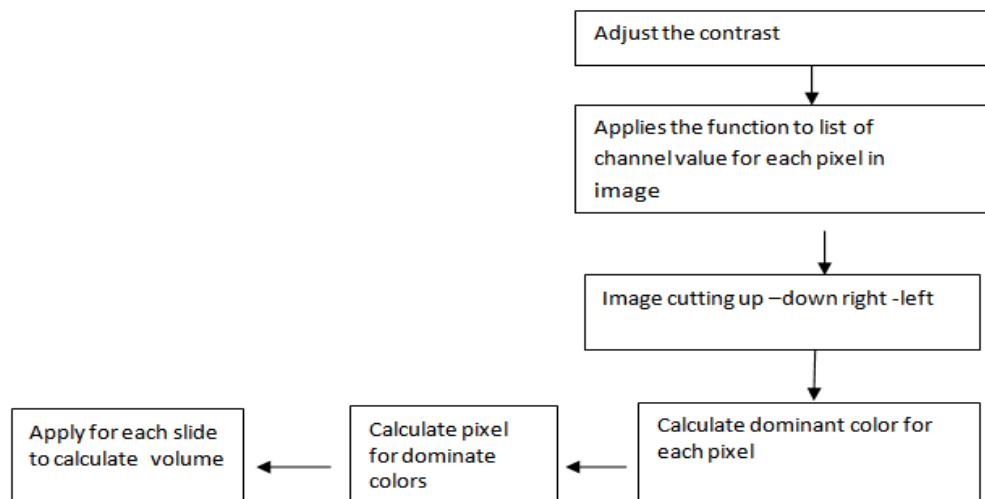 Adjust the contrast
Applies the function to list of
channel value for each pixel in
image
Image cutting up –down right -left
Calculate dominant color for
each pixel
Calculate pixel
for dominate
colors
Apply for each slide
to calculate volume